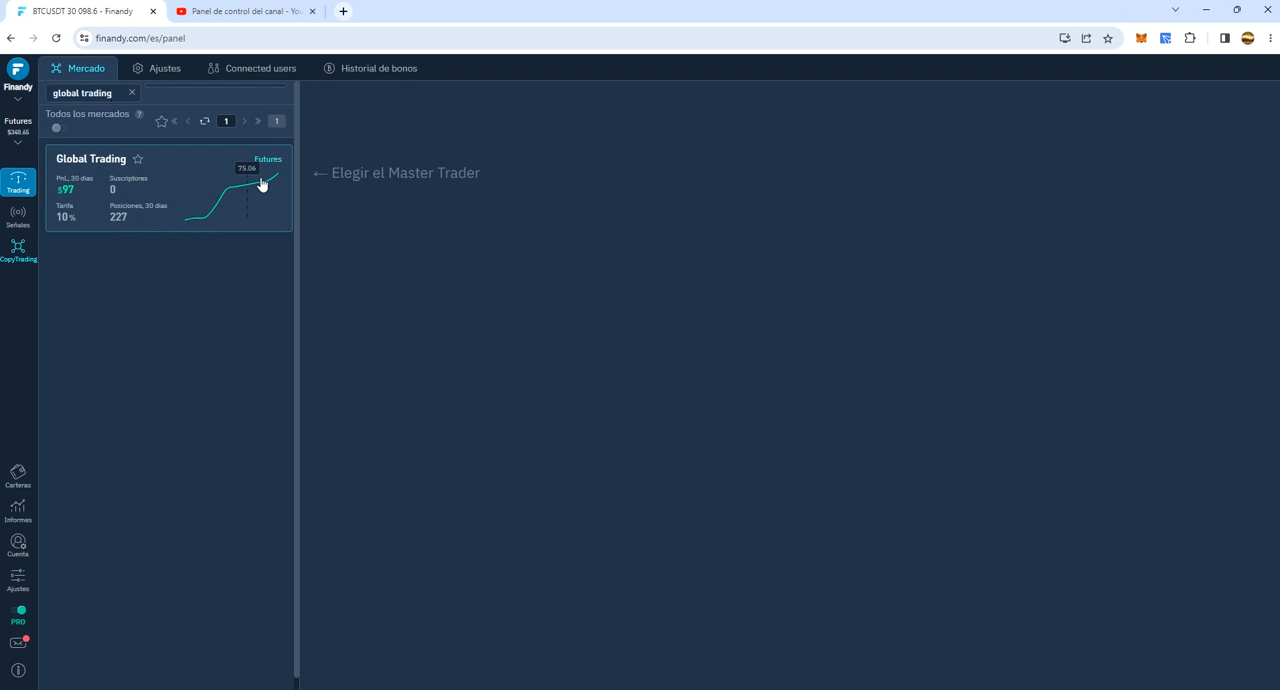 BTCUSDT 30 098.6 - Finandy
Panel de control del canal - You
finandy.com/es/panel
Finandy
Futures
$348.65
Trading
Señales
CopyTrading
Carteras
Informes
Cuenta
Ajustes
PRO
Mercado
Ajustes
Connected users
Historial de bonos
global trading
Todos los mercados ?
1
1
Global Trading
Futures
75.06
PnL, 30 días
Suscriptores
$97
0
Tarifa
Posiciones, 30 días
10%
227
← Elegir el Master Trader